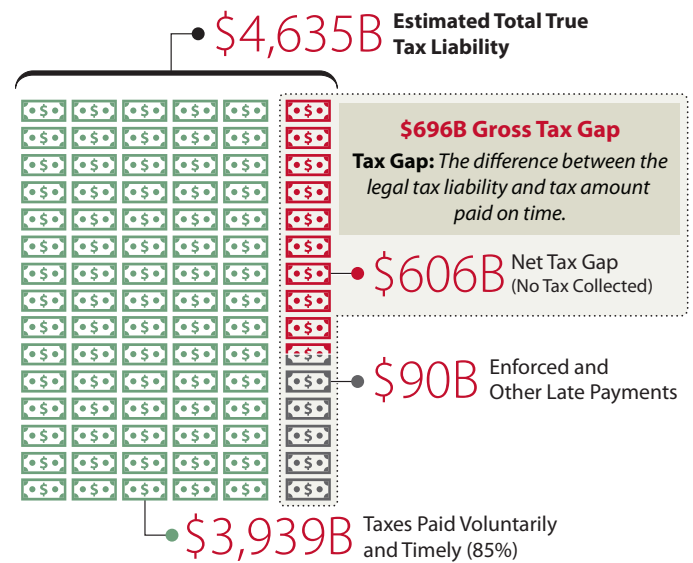 $4,635B Estimated Total True
Tax Liability
$696B Gross Tax Gap
Tax Gap: The difference between the
legal tax liability and tax amount
paid on time.
$606B Net Tax Gap
(No Tax Collected)
$90B Enforced and
Other Late Payments
$3,939B Taxes Paid Voluntarily
and Timely (85%)